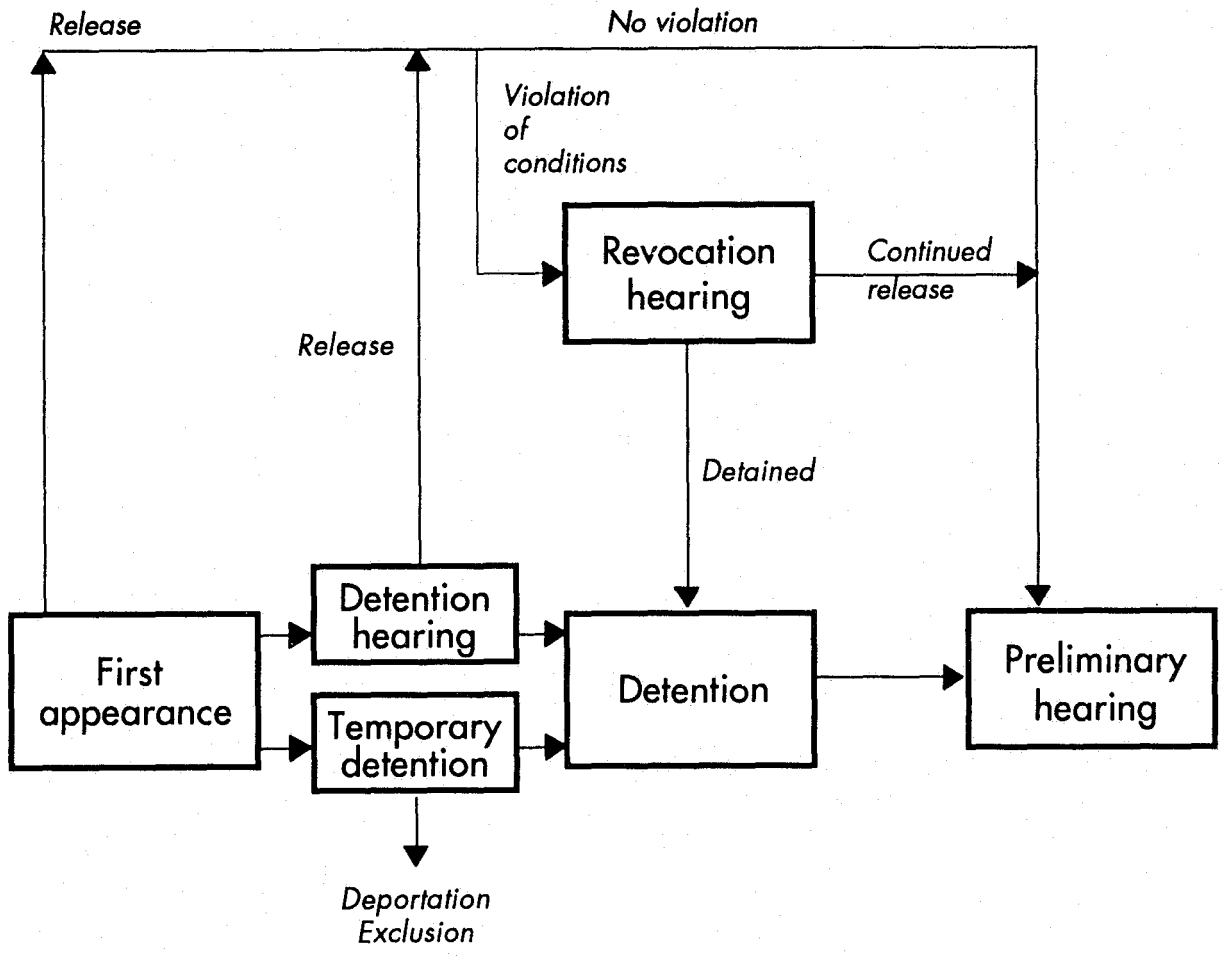 Release
No violation
Violation
of
conditions
Revocation
hearing
Continued
release
Release
Detained
Detention
hearing
First
appearance
Temporary
detention
Detention
Preliminary
hearing
Deportation
Exclusion